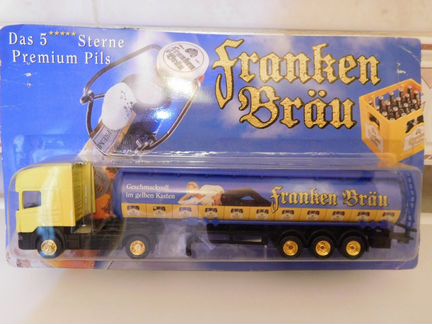 Das 5***** Sterne
Premium Pils
Franken
Bräu
Geschmackvoll
im gelben Kasten
Franken Bräu